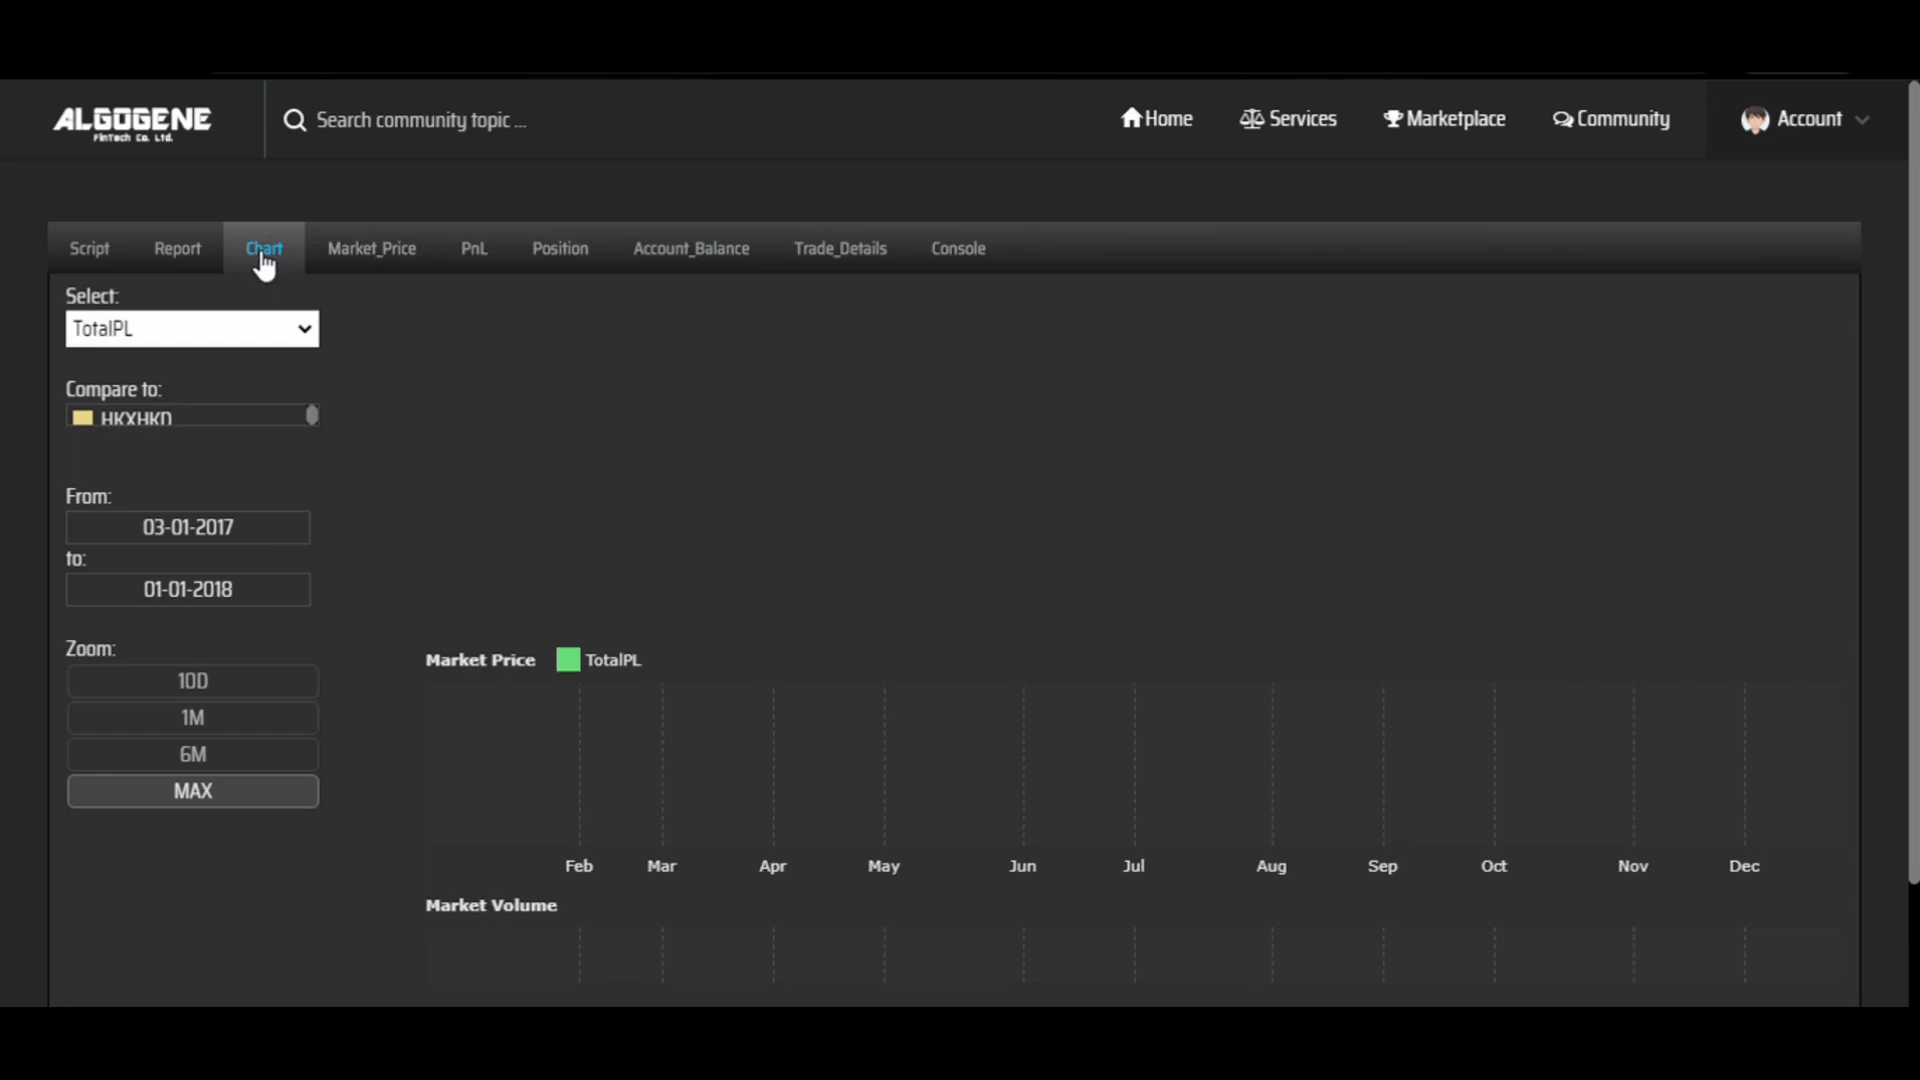 ALGOGENE
FinTech Co. Ltd.
Search community topic ...
Home
Services
Marketplace
Community
Account
Script
Report
Chart
Market_Price
PnL
Position
Account_Balance
Trade_Details
Console
Select:
TotalPL
Compare to:
HKXHKD
From:
03-01-2017
to:
01-01-2018
Zoom:
10D
1M
6M
MAX
Market Price
TotalPL
Feb Mar Apr May Jun Jul Aug Sep Oct Nov Dec
Market Volume